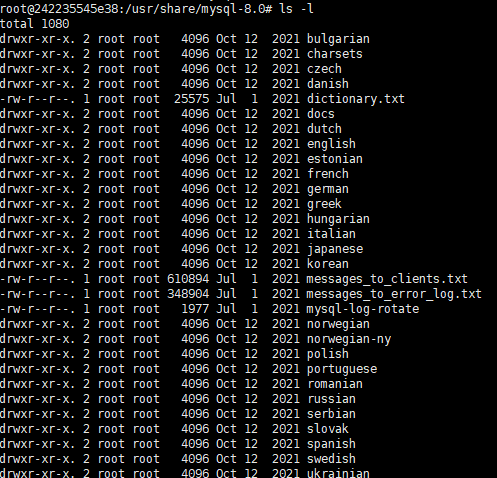 root@242235545e38:/usr/share/mysql-8.0# ls -l
total 1080
drwxr-xr-x. 2 root root   4096 Oct 12  2021 bulgarian
drwxr-xr-x. 2 root root   4096 Oct 12  2021 charsets
drwxr-xr-x. 2 root root   4096 Oct 12  2021 czech
drwxr-xr-x. 2 root root   4096 Oct 12  2021 danish
-rw-r--r--. 1 root root  25575 Jul  1  2021 dictionary.txt
drwxr-xr-x. 2 root root   4096 Oct 12  2021 docs
drwxr-xr-x. 2 root root   4096 Oct 12  2021 dutch
drwxr-xr-x. 2 root root   4096 Oct 12  2021 english
drwxr-xr-x. 2 root root   4096 Oct 12  2021 estonian
drwxr-xr-x. 2 root root   4096 Oct 12  2021 french
drwxr-xr-x. 2 root root   4096 Oct 12  2021 german
drwxr-xr-x. 2 root root   4096 Oct 12  2021 greek
drwxr-xr-x. 2 root root   4096 Oct 12  2021 hungarian
drwxr-xr-x. 2 root root   4096 Oct 12  2021 italian
drwxr-xr-x. 2 root root   4096 Oct 12  2021 japanese
drwxr-xr-x. 2 root root   4096 Oct 12  2021 korean
-rw-r--r--. 1 root root 610894 Jul  1  2021 messages_to_clients.txt
-rw-r--r--. 1 root root 348904 Jul  1  2021 messages_to_error_log.txt
-rw-r--r--. 1 root root   1977 Jul  1  2021 mysql-log-rotate
drwxr-xr-x. 2 root root   4096 Oct 12  2021 norwegian
drwxr-xr-x. 2 root root   4096 Oct 12  2021 norwegian-ny
drwxr-xr-x. 2 root root   4096 Oct 12  2021 polish
drwxr-xr-x. 2 root root   4096 Oct 12  2021 portuguese
drwxr-xr-x. 2 root root   4096 Oct 12  2021 romanian
drwxr-xr-x. 2 root root   4096 Oct 12  2021 russian
drwxr-xr-x. 2 root root   4096 Oct 12  2021 serbian
drwxr-xr-x. 2 root root   4096 Oct 12  2021 slovak
drwxr-xr-x. 2 root root   4096 Oct 12  2021 spanish
drwxr-xr-x. 2 root root   4096 Oct 12  2021 swedish
drwxr-xr-x. 2 root root   4096 Oct 12  2021 ukrainian